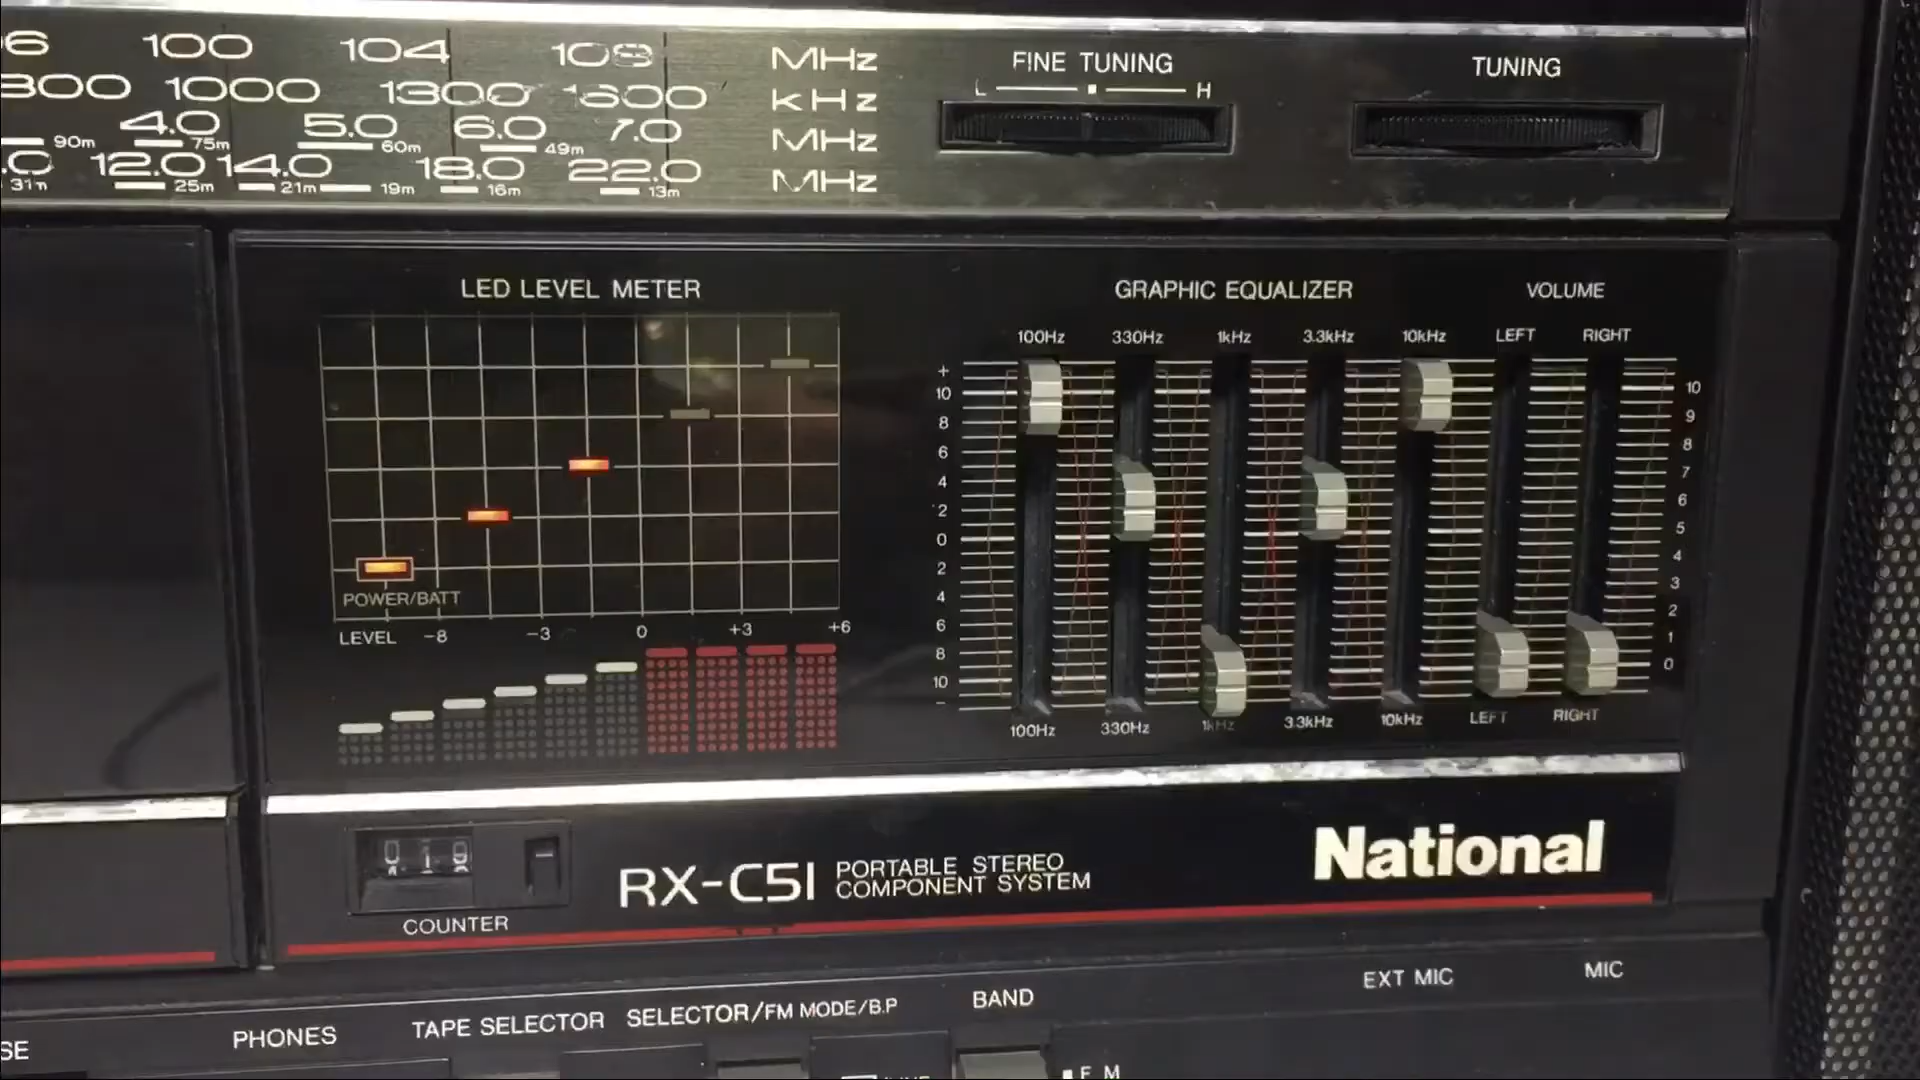 100 104 108 MHz
1000 1300 1600 kHz
4.0 5.0 6.0 7.0 MHz
90m 75m 60m 49m
12.0 14.0 18.0 22.0 MHz
31m 25m 21m 19m 16m 13m
FINE TUNING
L H
TUNING
LED LEVEL METER
POWER/BATT
LEVEL -8 -3 0 +3 +6
GRAPHIC EQUALIZER
100Hz 330Hz 1kHz 3.3kHz 10kHz
+
10
8
6
4
2
0
2
4
6
8
10
-
100Hz 330Hz 1kHz 3.3kHz 10kHz
VOLUME
LEFT RIGHT
10
9
8
7
6
5
4
3
2
1
0
LEFT RIGHT
COUNTER
RX-C51 PORTABLE STEREO
COMPONENT SYSTEM
National
PHONES
TAPE SELECTOR
SELECTOR/FM MODE/B.P
BAND
EXT MIC
MIC
FM